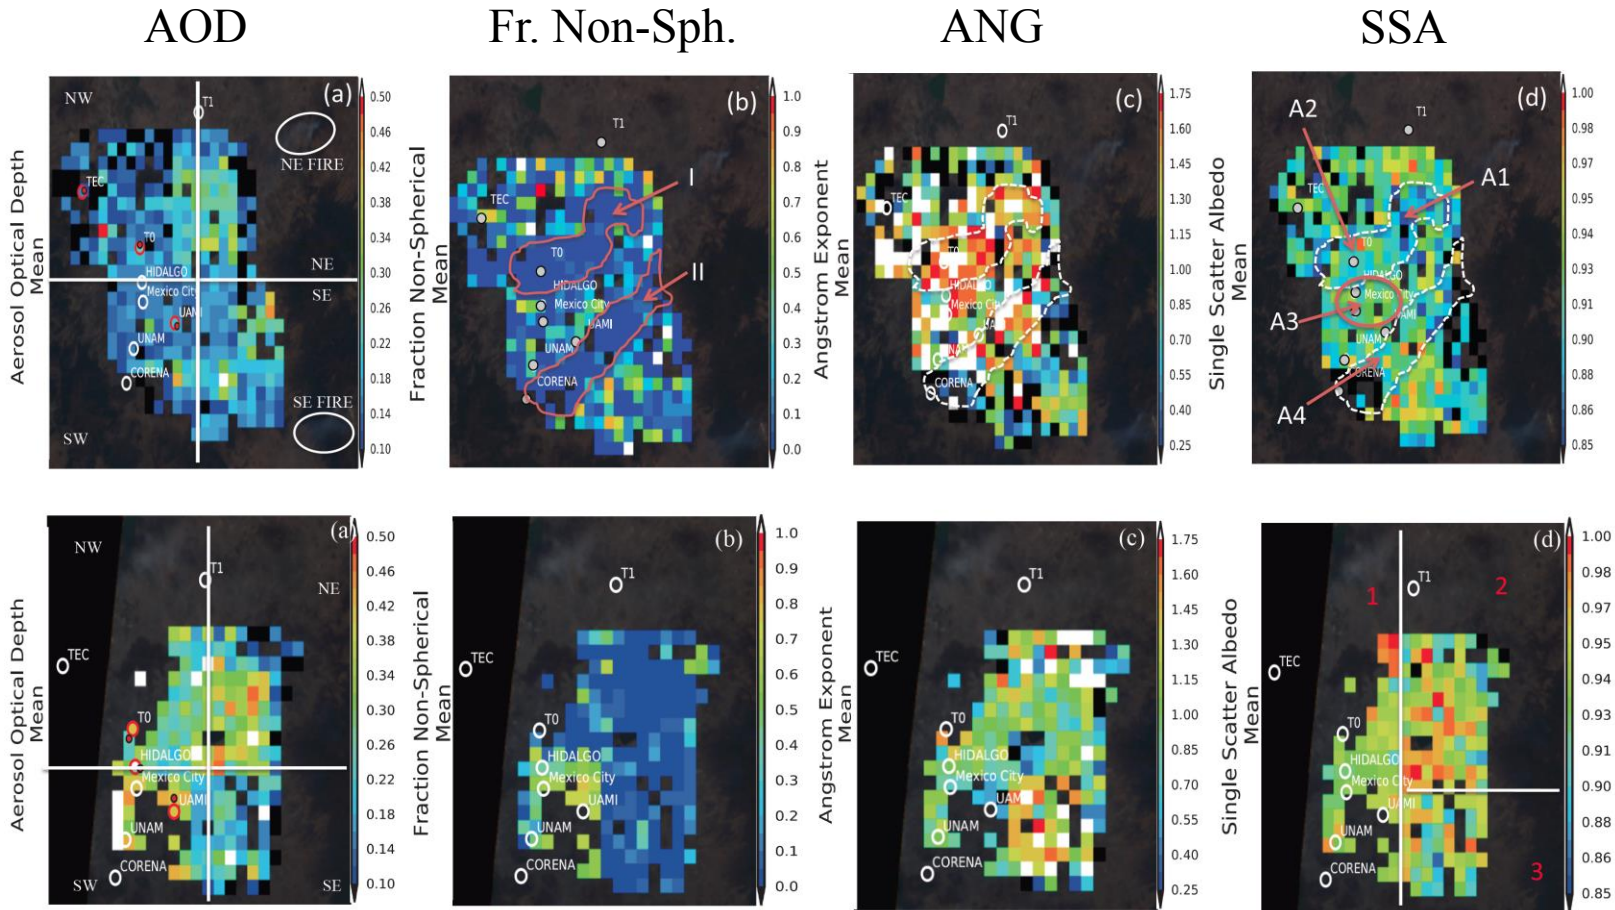 AOD
Fr. Non-Sph.
ANG
SSA
Aerosol Optical Depth
Mean
NW
(a)
T1
NE FIRE
TEC
T0
HIDALGO
Mexico City
NE
SE
UAMI
UNAM
CORENA
SE FIRE
SW
0.50
0.46
0.42
0.38
0.34
0.30
0.26
0.22
0.18
0.14
0.10
Fraction Non-Spherical
Mean
(b)
T1
I
TEC
T0
II
HIDALGO
Mexico City
UAMI
UNAM
CORENA
1.0
0.9
0.8
0.7
0.6
0.5
0.4
0.3
0.2
0.1
0.0
Angstrom Exponent
Mean
(c)
T1
TEC
T0
HIDALGO
CORENA
1.75
1.60
1.45
1.30
1.15
1.00
0.85
0.70
0.55
0.40
0.25
Single Scatter Albedo
Mean
(d)
A2
T1
A1
TEC
T0
HIDALGO
Mexico City
A3
UAMI
UNAM
CORENA
A4
1.00
0.98
0.97
0.95
0.94
0.93
0.91
0.90
0.88
0.86
0.85
Aerosol Optical Depth
Mean
(a)
NW
T1
NE
TEC
T0
HIDALGO
Mexico City
UAMI
UNAM
CORENA
SW
SE
0.50
0.46
0.42
0.38
0.34
0.30
0.26
0.22
0.18
0.14
0.10
Fraction Non-Spherical
Mean
(b)
T1
TEC
T0
HIDALGO
Mexico City
UAMI
UNAM
CORENA
1.0
0.9
0.8
0.7
0.6
0.5
0.4
0.3
0.2
0.1
0.0
Angstrom Exponent
Mean
(c)
T1
TEC
T0
HIDALGO
Mexico City
UAMI
UNAM
CORENA
1.75
1.60
1.45
1.30
1.15
1.00
0.85
0.70
0.55
0.40
0.25
Single Scatter Albedo
Mean
(d)
1
2
T1
TEC
T0
HIDALGO
Mexico City
UAMI
UNAM
CORENA
3
1.00
0.98
0.97
0.95
0.94
0.93
0.91
0.90
0.88
0.86
0.85